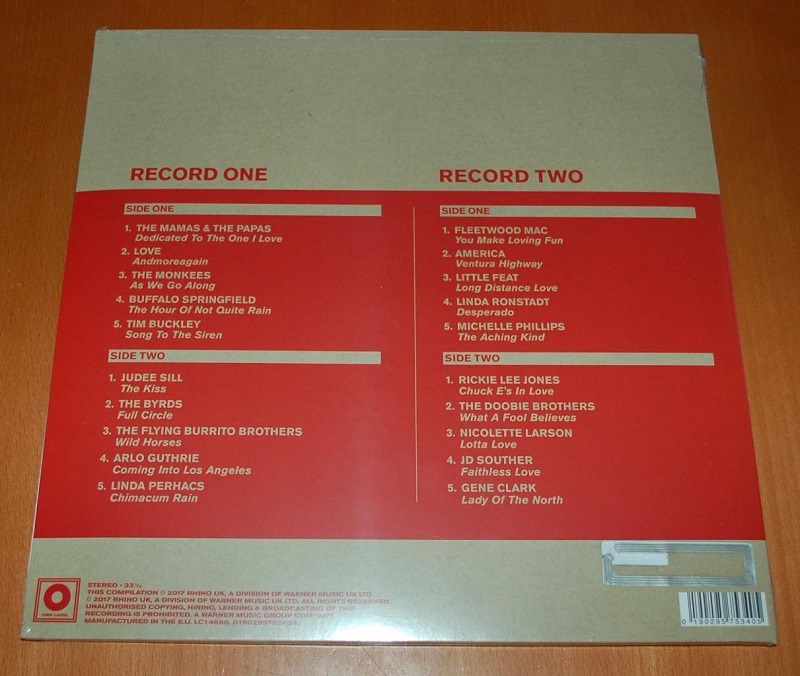 RECORD ONE
SIDE ONE
1. THE MAMAS & THE PAPAS
Dedicated To The One I Love
2. LOVE
Andmoreagain
3. THE MONKEES
As We Go Along
4. BUFFALO SPRINGFIELD
The Hour Of Not Quite Rain
5. TIM BUCKLEY
Song To The Siren
SIDE TWO
1. JUDEE SILL
The Kiss
2. THE BYRDS
Full Circle
3. THE FLYING BURRITO BROTHERS
Wild Horses
4. ARLO GUTHRIE
Coming Into Los Angeles
5. LINDA PERHACS
Chimacum Rain
RECORD TWO
SIDE ONE
1. FLEETWOOD MAC
You Make Loving Fun
2. AMERICA
Ventura Highway
3. LITTLE FEAT
Long Distance Love
4. LINDA RONSTADT
Desperado
5. MICHELLE PHILLIPS
The Aching Kind
SIDE TWO
1. RICKIE LEE JONES
Chuck E's In Love
2. THE DOOBIE BROTHERS
What A Fool Believes
3. NICOLETTE LARSON
Lotta Love
4. JD SOUTHER
Faithless Love
5. GENE CLARK
Lady Of The North
STEREO • 33 1/3
THIS COMPILATION ℗ 2017 RHINO UK, A DIVISION OF WARNER MUSIC UK LTD
© 2017 RHINO UK, A DIVISION OF WARNER MUSIC UK LTD. ALL RIGHTS RESERVED.
UNAUTHORISED COPYING, HIRING, LENDING & BROADCASTING OF THIS
RECORDING IS PROHIBITED. A WARNER MUSIC GROUP COMPANY.
MANUFACTURED IN THE E.U. LC14666. 0190295753405
0 190295 753405